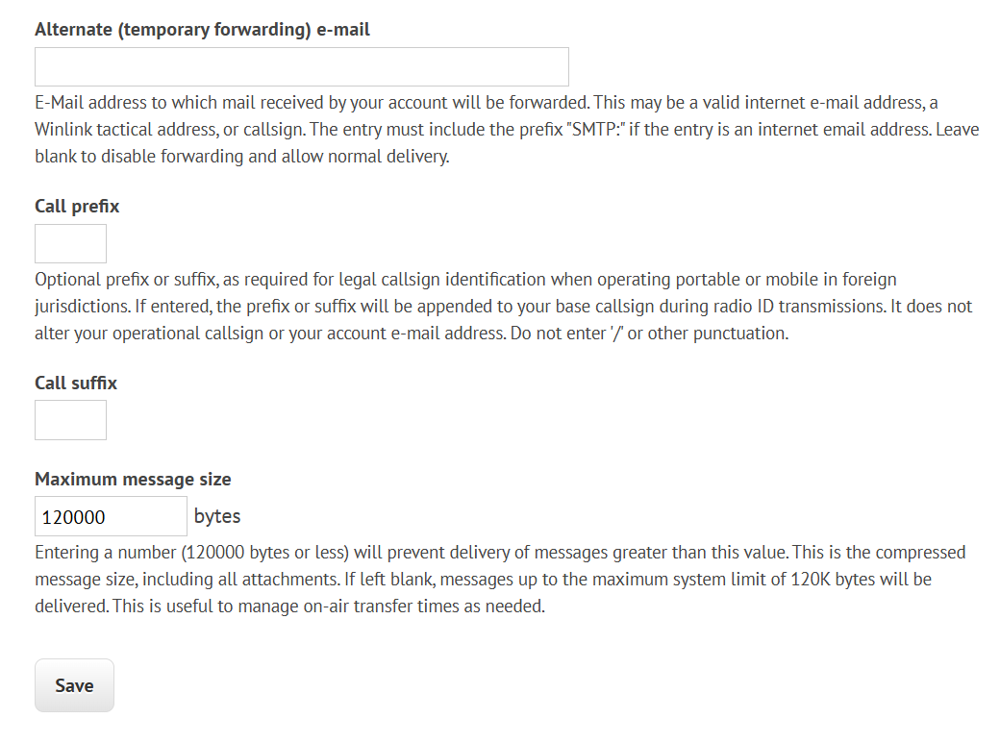 Alternate (temporary forwarding) e-mail
E-Mail address to which mail received by your account will be forwarded. This may be a valid internet e-mail address, a
Winlink tactical address, or callsign. The entry must include the prefix "SMTP:" if the entry is an internet email address. Leave
blank to disable forwarding and allow normal delivery.
Call prefix
Optional prefix or suffix, as required for legal callsign identification when operating portable or mobile in foreign
jurisdictions. If entered, the prefix or suffix will be appended to your base callsign during radio ID transmissions. It does not
alter your operational callsign or your account e-mail address. Do not enter '/' or other punctuation.
Call suffix
Maximum message size
120000 bytes
Entering a number (120000 bytes or less) will prevent delivery of messages greater than this value. This is the compressed
message size, including all attachments. If left blank, messages up to the maximum system limit of 120K bytes will be
delivered. This is useful to manage on-air transfer times as needed.
Save